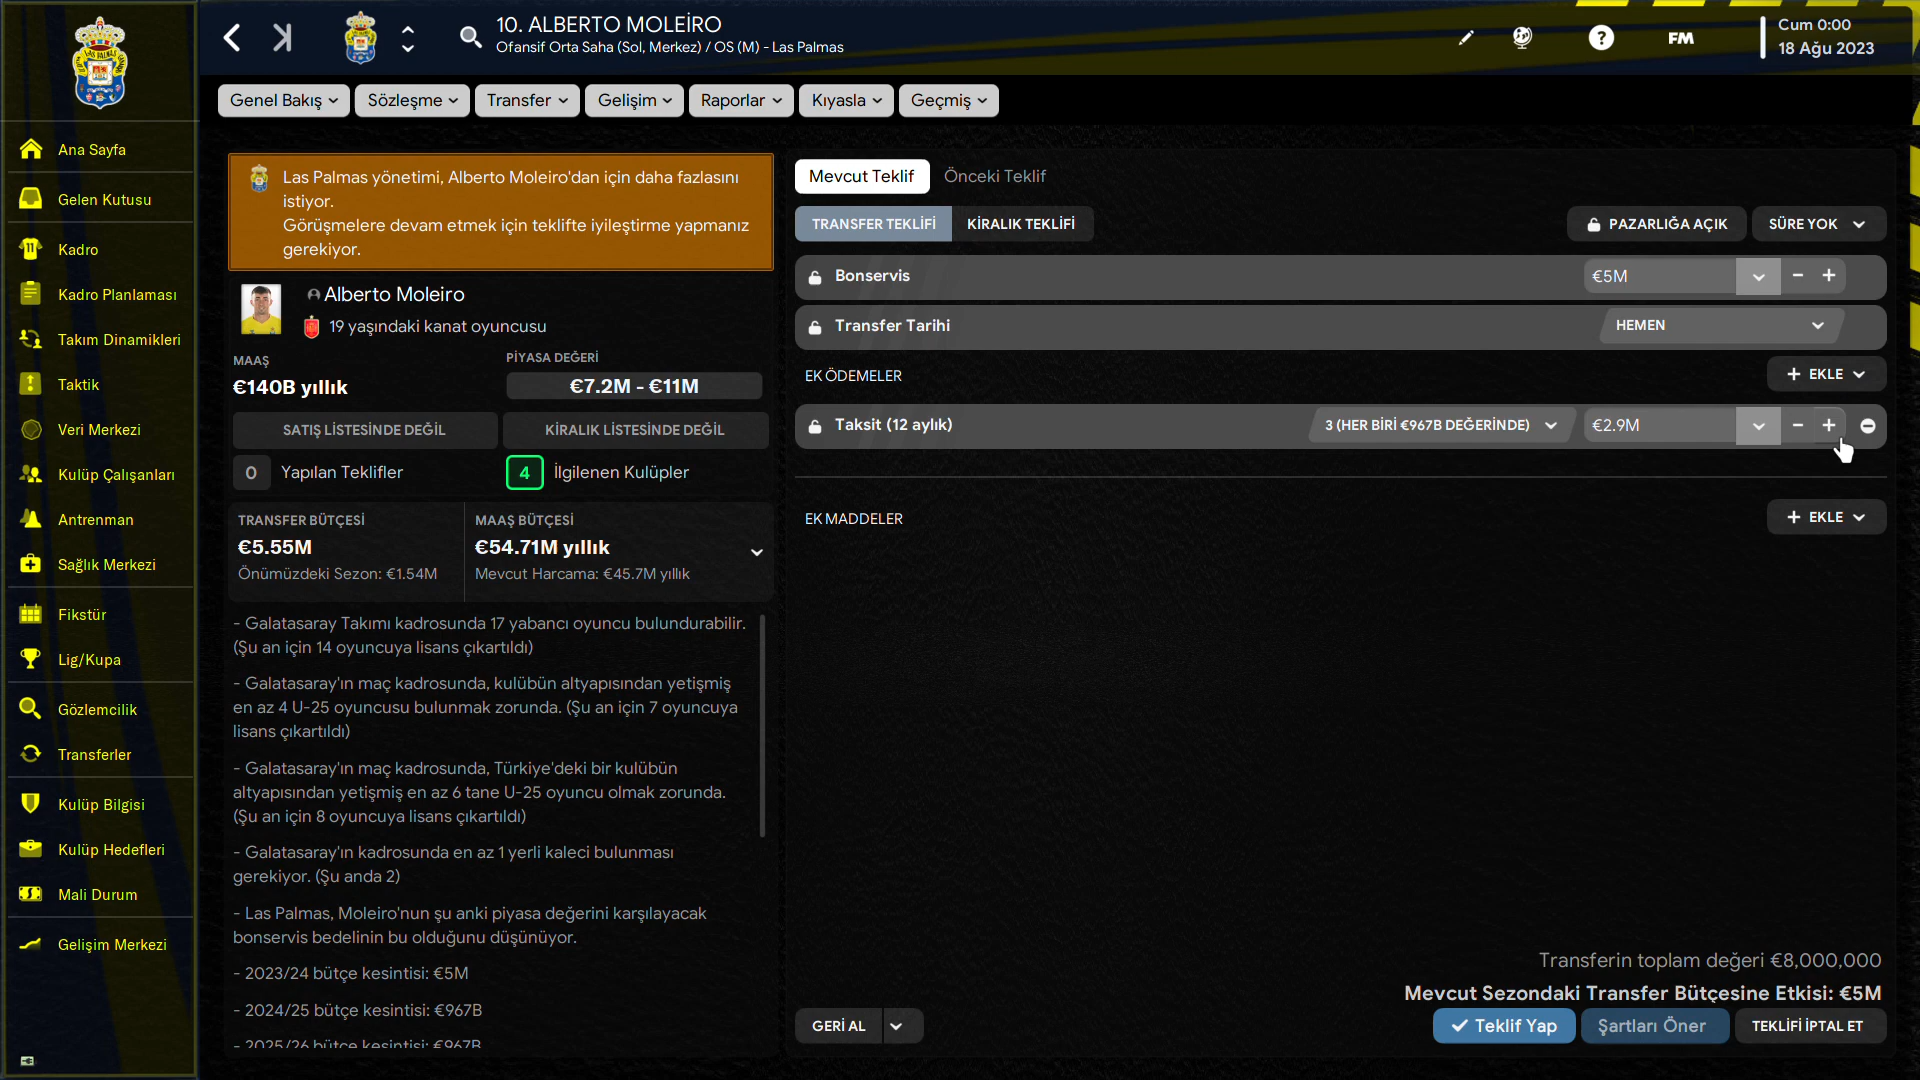 10. ALBERTO MOLEİRO
Ofansif Orta Saha (Sol, Merkez) / OS (M) - Las Palmas
FM
Cum 0:00
18 Ağu 2023
Genel Bakış
Sözleşme
Transfer
Gelişim
Raporlar
Kıyasla
Geçmiş
Ana Sayfa
Gelen Kutusu
Kadro
Kadro Planlaması
Takım Dinamikleri
Taktik
Veri Merkezi
Kulüp Çalışanları
Antrenman
Sağlık Merkezi
Fikstür
Lig/Kupa
Gözlemcilik
Transferler
Kulüp Bilgisi
Kulüp Hedefleri
Mali Durum
Gelişim Merkezi
Las Palmas yönetimi, Alberto Moleiro'dan için daha fazlasını
istiyor.
Görüşmelere devam etmek için teklifte iyileştirme yapmanız
gerekiyor.
Alberto Moleiro
19 yaşındaki kanat oyuncusu
MAAŞ
€140B yıllık
PİYASA DEĞERİ
€7.2M - €11M
SATIŞ LİSTESİNDE DEĞİL
KİRALIK LİSTESİNDE DEĞİL
0 Yapılan Teklifler
4 İlgilenen Kulüpler
TRANSFER BÜTÇESİ
€5.55M
Önümüzdeki Sezon: €1.54M
MAAŞ BÜTÇESİ
€54.71M yıllık
Mevcut Harcama: €45.7M yıllık
- Galatasaray Takımı kadrosunda 17 yabancı oyuncu bulundurabilir.
(Şu an için 14 oyuncuya lisans çıkartıldı)
- Galatasaray'ın maç kadrosunda, kulübün altyapısından yetişmiş
en az 4 U-25 oyuncusu bulunmak zorunda. (Şu an için 7 oyuncuya
lisans çıkartıldı)
- Galatasaray'ın maç kadrosunda, Türkiye'deki bir kulübün
altyapısından yetişmiş en az 6 tane U-25 oyuncu olmak zorunda.
(Şu an için 8 oyuncuya lisans çıkartıldı)
- Galatasaray'ın kadrosunda en az 1 yerli kaleci bulunması
gerekiyor. (Şu anda 2)
- Las Palmas, Moleiro'nun şu anki piyasa değerini karşılayacak
bonservis bedelinin bu olduğunu düşünüyor.
- 2023/24 bütçe kesintisi: €5M
- 2024/25 bütçe kesintisi: €967B
- 2025/26 bütçe kesintisi: €967B
Mevcut Teklif
Önceki Teklif
TRANSFER TEKLİFİ
KİRALIK TEKLİFİ
PAZARLIĞA AÇIK
SÜRE YOK
Bonservis
€5M
Transfer Tarihi
HEMEN
EK ÖDEMELER
EKLE
Taksit (12 aylık)
3 (HER BİRİ €967B DEĞERİNDE)
€2.9M
EK MADDELER
EKLE
Transferin toplam değeri €8,000,000
Mevcut Sezondaki Transfer Bütçesine Etkisi: €5M
GERİ AL
Teklif Yap
Şartları Öner
TEKLİFİ İPTAL ET